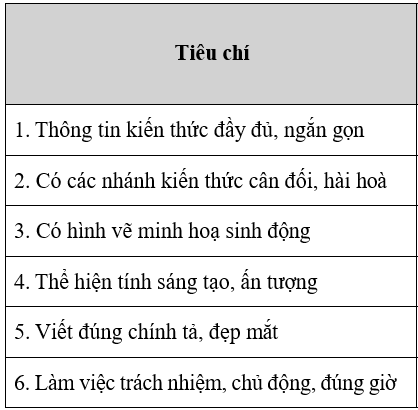 Tiêu chí
1. Thông tin kiến thức đầy đủ, ngắn gọn
2. Có các nhánh kiến thức cân đối, hài hoà
3. Có hình vẽ minh hoạ sinh động
4. Thể hiện tính sáng tạo, ấn tượng
5. Viết đúng chính tả, đẹp mắt
6. Làm việc trách nhiệm, chủ động, đúng giờ